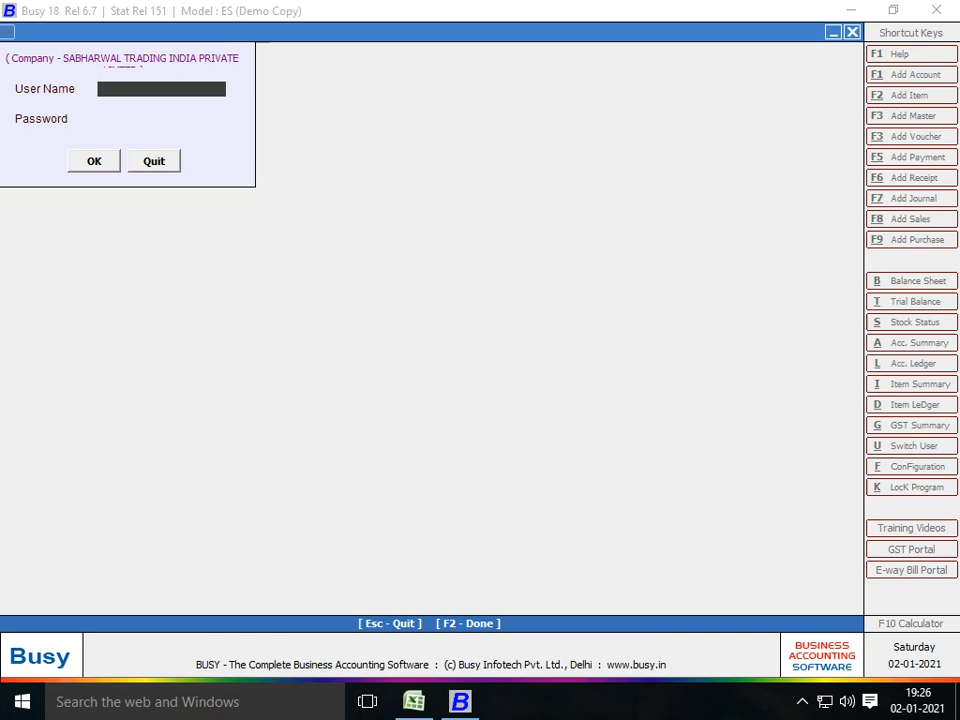 Busy 18 Rel 6.7 | Stat Rel 151 | Model : ES (Demo Copy)
Shortcut Keys
( Company - SABHARWAL TRADING INDIA PRIVATE
User Name
Password
OK Quit
F1 Help
F1 Add Account
F2 Add Item
F3 Add Master
F3 Add Voucher
F5 Add Payment
F6 Add Receipt
F7 Add Journal
F8 Add Sales
F9 Add Purchase
B Balance Sheet
T Trial Balance
S Stock Status
A Acc. Summary
L Acc. Ledger
I Item Summary
D Item LeDger
G GST Summary
U Switch User
F ConFiguration
K LocK Program
Training Videos
GST Portal
E-way Bill Portal
[ Esc - Quit ] [ F2 - Done ]
F10 Calculator
Busy
BUSY - The Complete Business Accounting Software : (c) Busy Infotech Pvt. Ltd., Delhi : www.busy.in
BUSINESS
ACCOUNTING
SOFTWARE
Saturday
02-01-2021
Search the web and Windows
19:26
02-01-2021